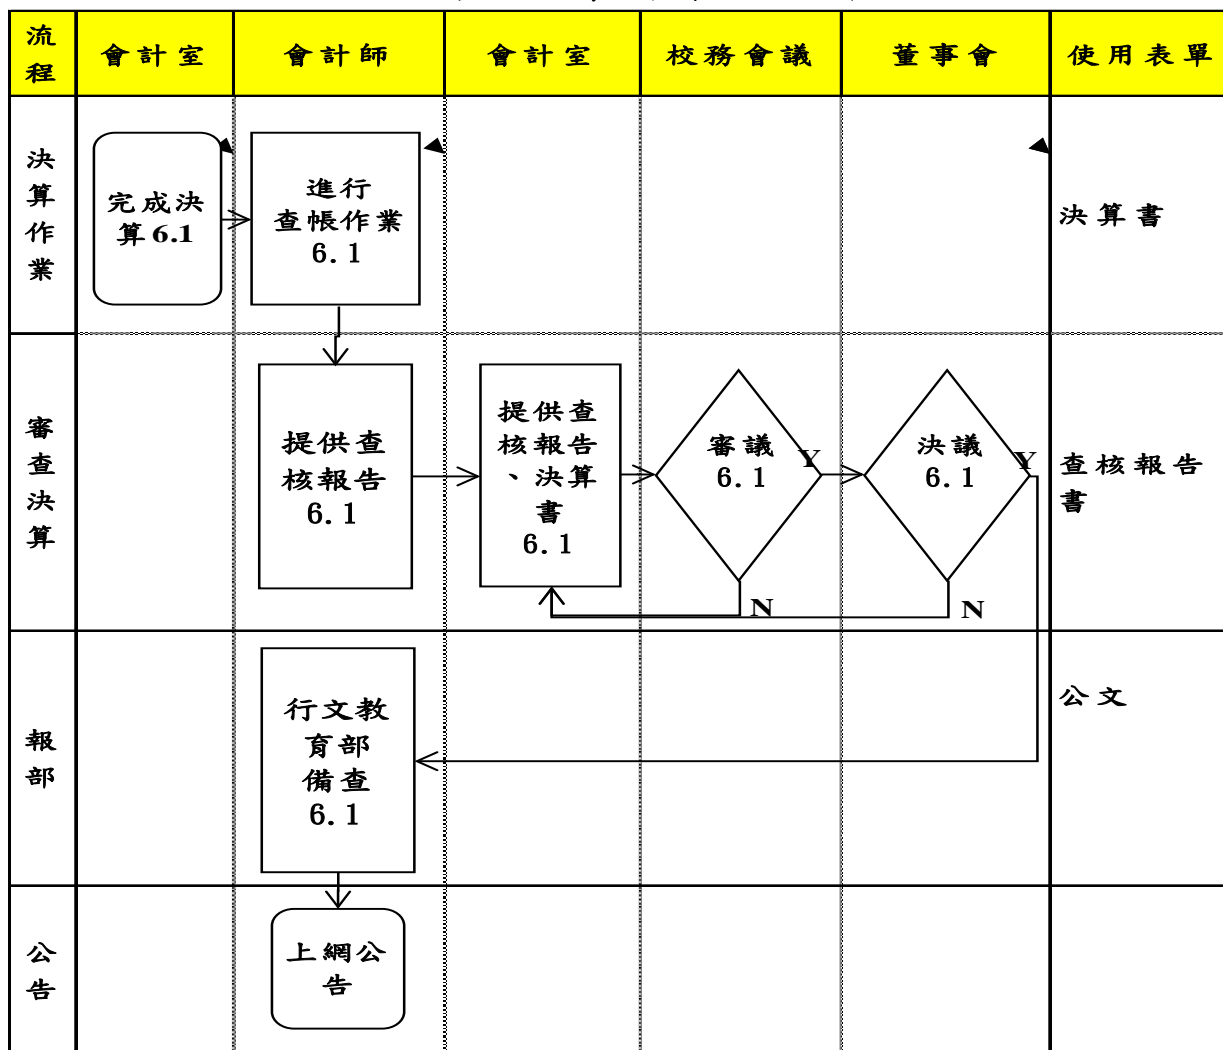 流
程
會計室
會計師
會計室
校務會議
董事會
使用表單
決
算
作
業
完成決
算6.1
進行
查帳作業
6.1
決算書
審
查
決
算
提供查
核報告
6.1
提供查
核報告
、決算
書
6.1
審議
6.1
Y
決議
6.1
Y
N
N
查核報告
書
報
部
行文教
育部
備查
6.1
公文
公
告
上網公
告